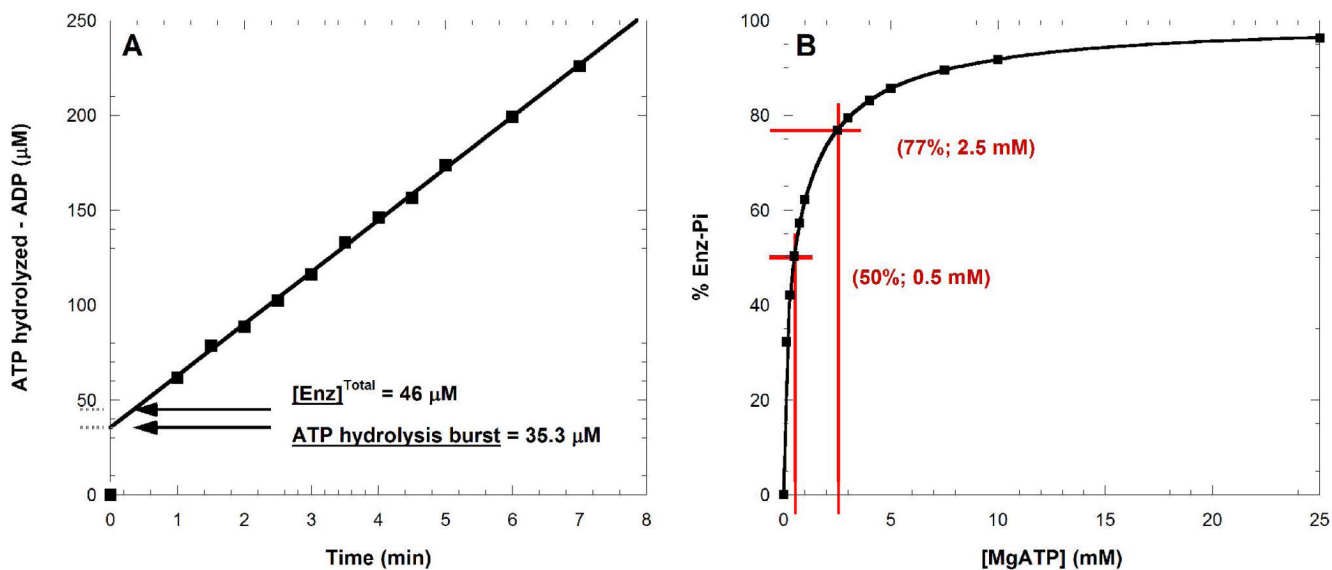 A
ATP hydrolyzed - ADP (µM)
250
200
150
100
50
0
[Enz]Total = 46 µM
ATP hydrolysis burst = 35.3 µM
0 1 2 3 4 5 6 7 8
Time (min)
B
% Enz-Pi
100
80
60
40
20
0
(77%; 2.5 mM)
(50%; 0.5 mM)
0 5 10 15 20 25
[MgATP] (mM)